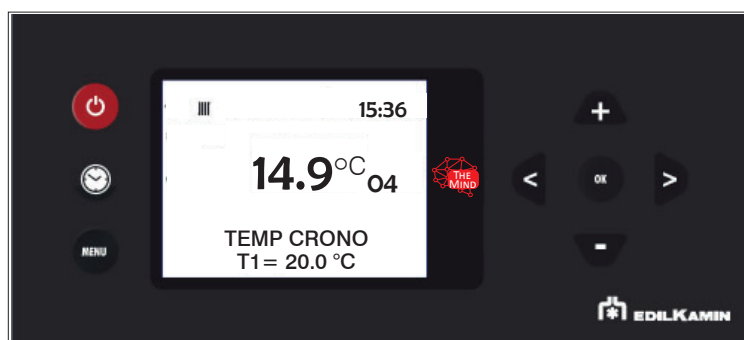 15:36
14.9°C 04
THE
MIND
TEMP CRONO
T1= 20.0 °C
MENU
+
< OK >
-
EDILKAMIN